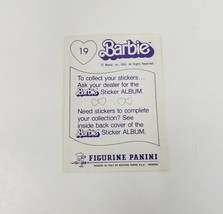 19
Barbie
© Mattel, Inc. 1983 All Rights Reserved.
To collect your stickers...
Ask your dealer for the
Barbie Sticker ALBUM.
Need stickers to complete
your collection? See
inside back cover of the
Barbie Sticker ALBUM.
FIGURINE PANINI